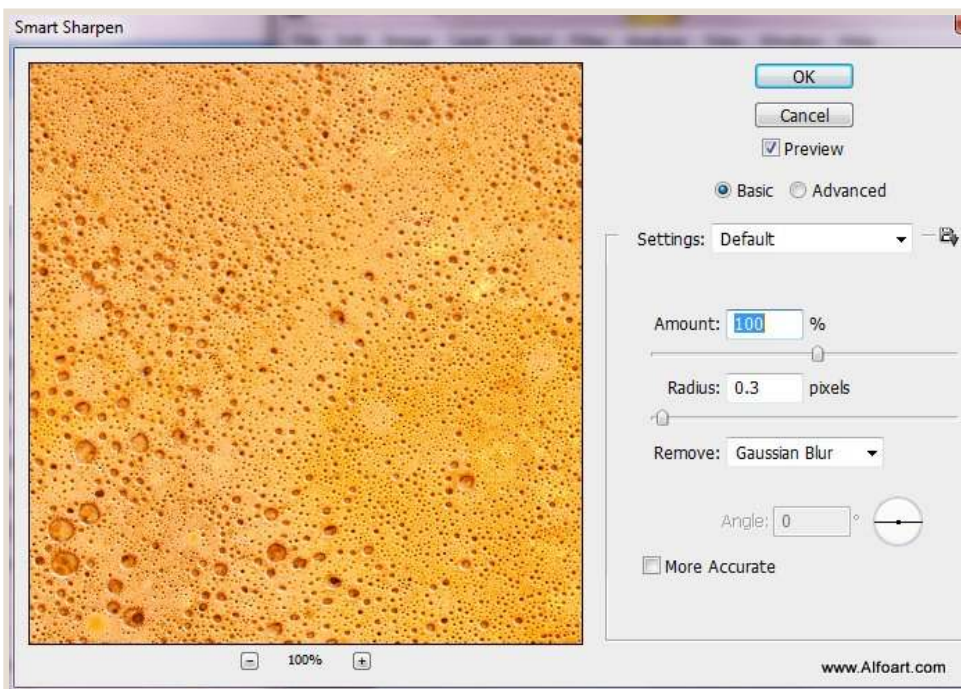 Smart Sharpen
OK
Cancel
Preview
Basic Advanced
Settings: Default
Amount: 100 %
Radius: 0.3 pixels
Remove: Gaussian Blur
Angle: 0 °
More Accurate
100%
www.Alfoart.com